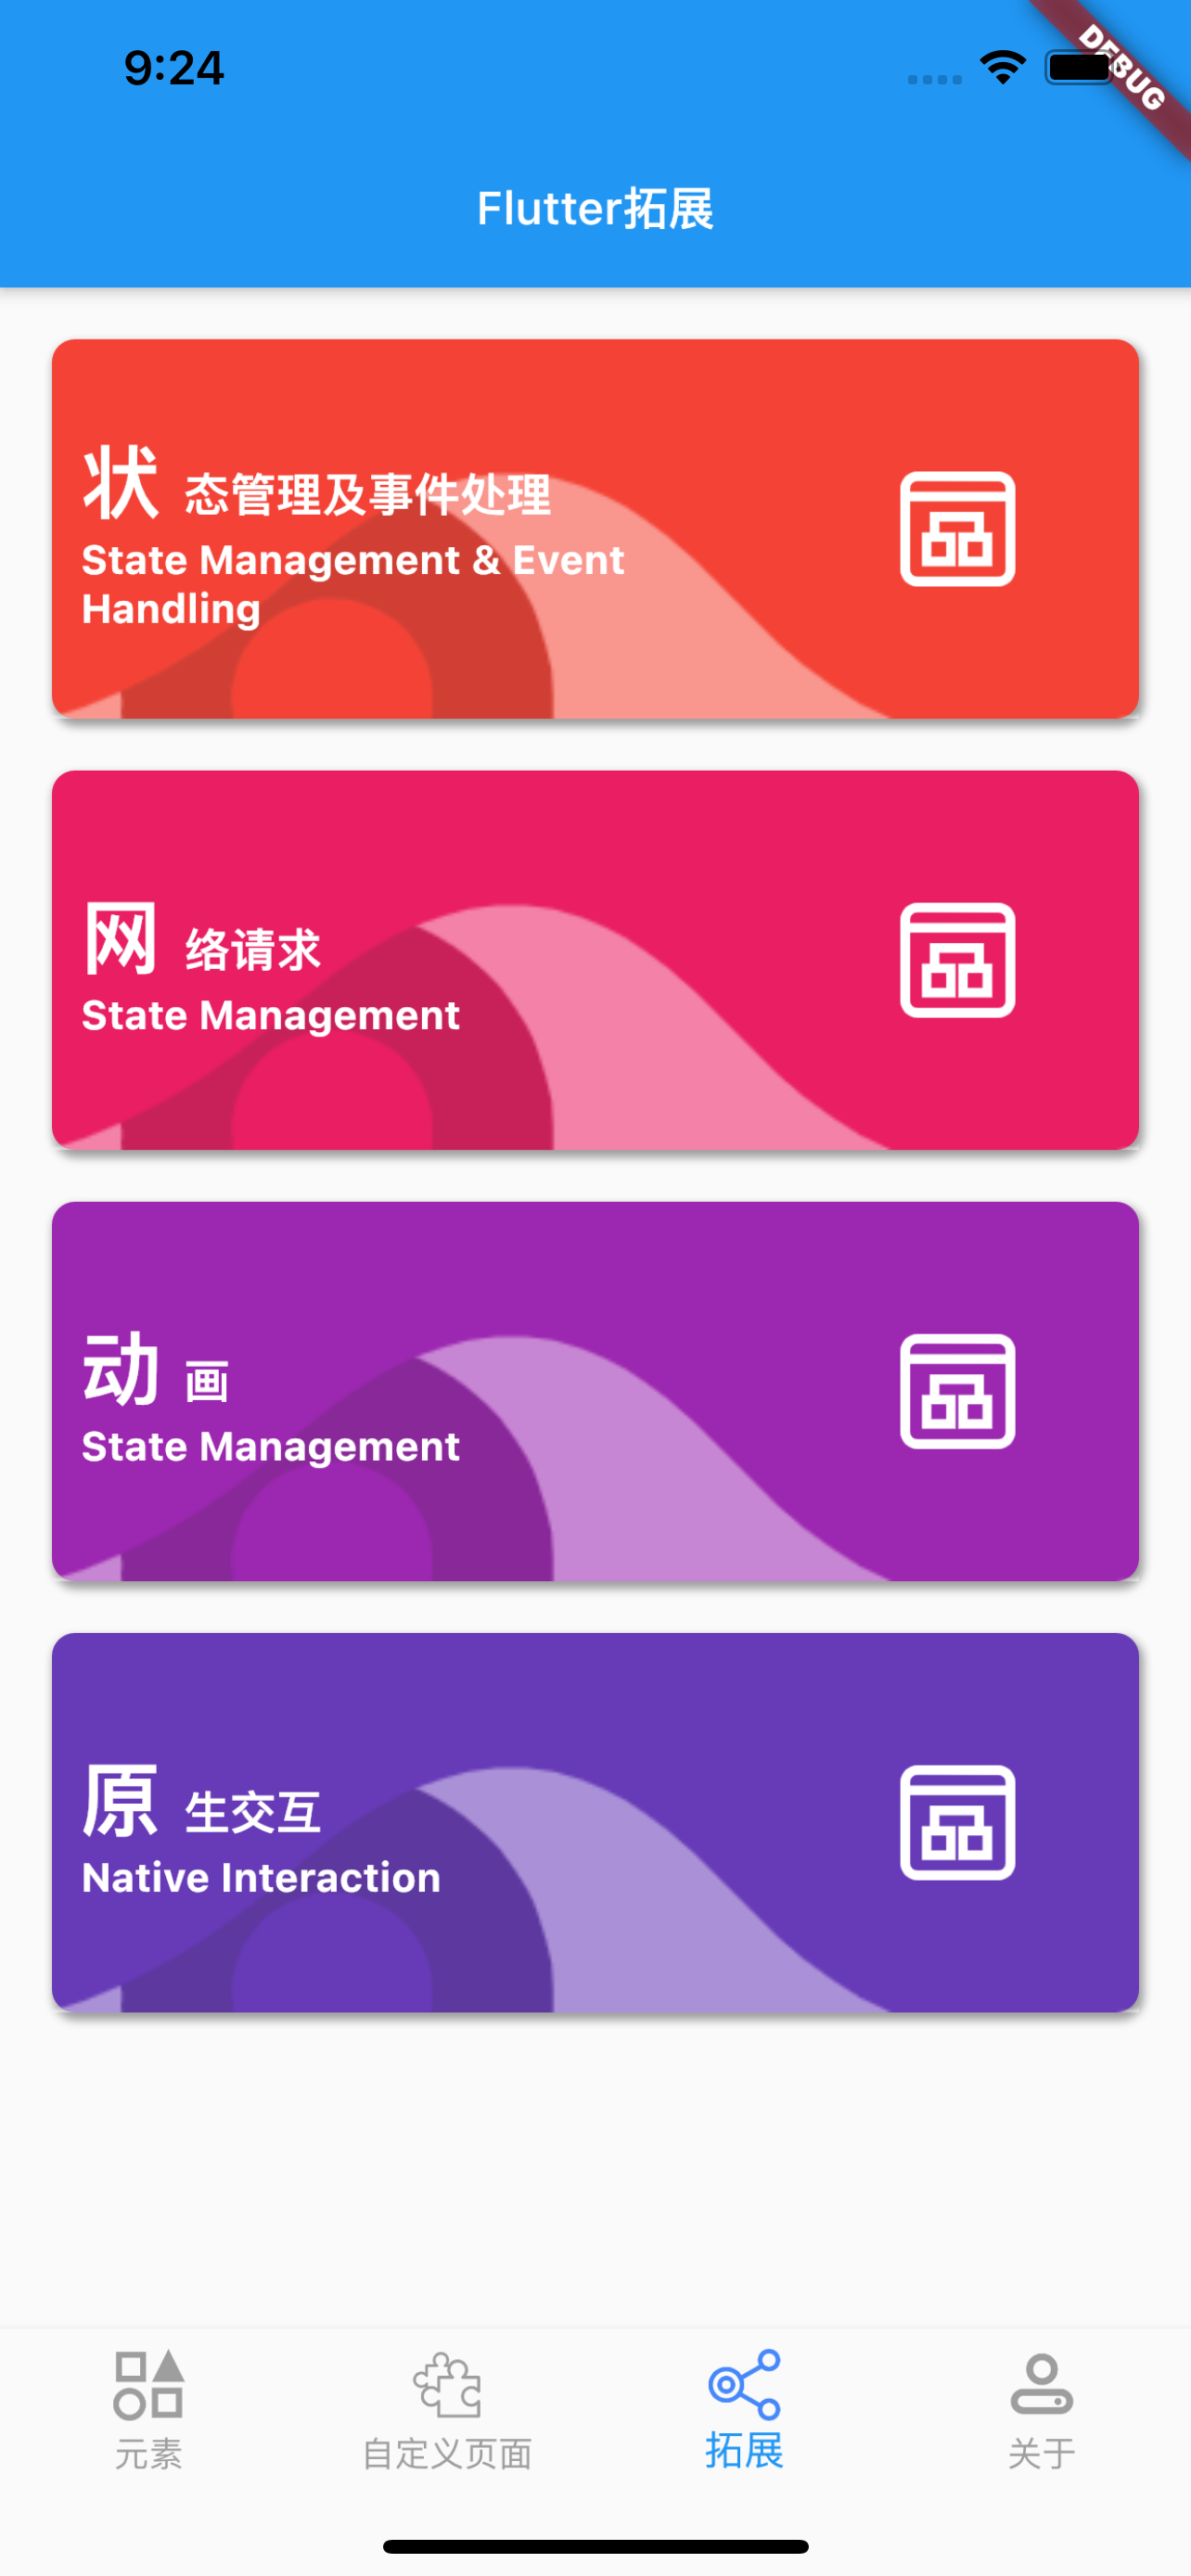 9:24
DEBUG
Flutter拓展
状 态管理及事件处理
State Management & Event
Handling
网 络请求
State Management
动 画
State Management
原 生交互
Native Interaction
元素
自定义页面
拓展
关于